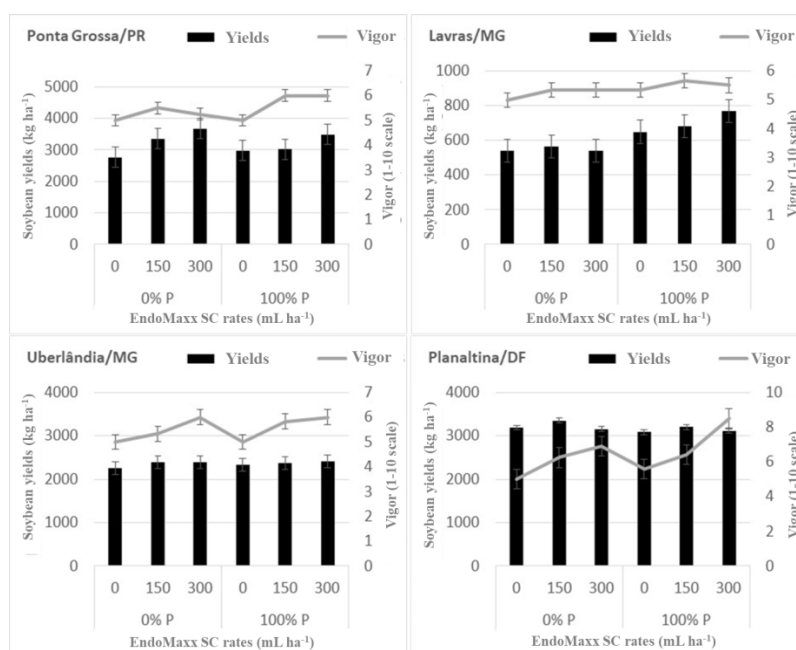 Ponta Grossa/PR Yields Vigor
Soybean yields (kg ha-1)
5000
4000
3000
2000
1000
0
7
6
5
4
3
2
1
0
Vigor (1-10 scale)
0 150 300 0 150 300
0% P 100% P
EndoMaxx SC rates (mL ha-1)
Lavras/MG Yields Vigor
Soybean yields (kg ha-1)
1000
800
600
400
200
0
6
5
4
3
2
1
0
Vigor (1-10 scale)
0 150 300 0 150 300
0% P 100% P
EndoMaxx SC rates (mL ha-1)
Uberlândia/MG Yields Vigor
Soybean yields (kg ha-1)
4000
3000
2000
1000
0
7
6
5
4
3
2
1
0
Vigor (1-10 scale)
0 150 300 0 150 300
0% P 100% P
EndoMaxx SC rates (mL ha-1)
Planaltina/DF Yields Vigor
Soybean yields (kg ha-1)
4000
3000
2000
1000
0
10
8
6
4
2
0
Vigor (1-10 scale)
0 150 300 0 150 300
0% P 100% P
EndoMaxx SC rates (mL ha-1)